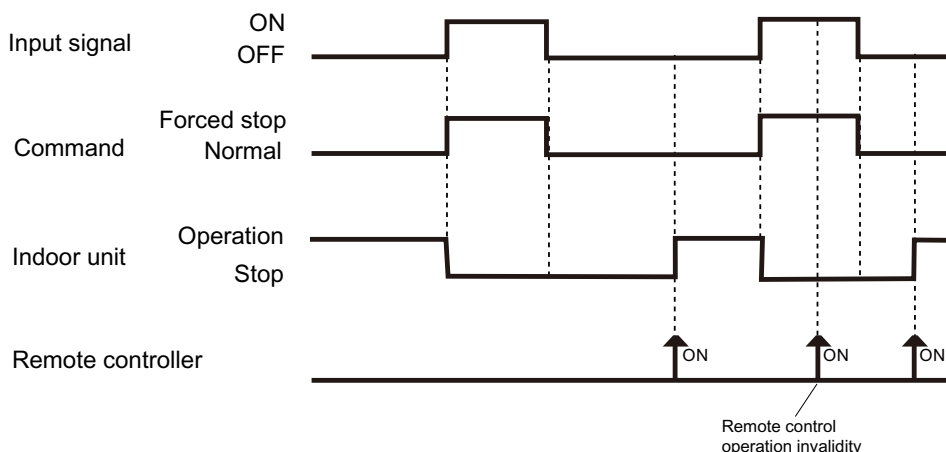 Input signal
ON
OFF
Command
Forced stop
Normal
Indoor unit
Operation
Stop
Remote controller
ON
ON
ON
Remote control
operation invalidity